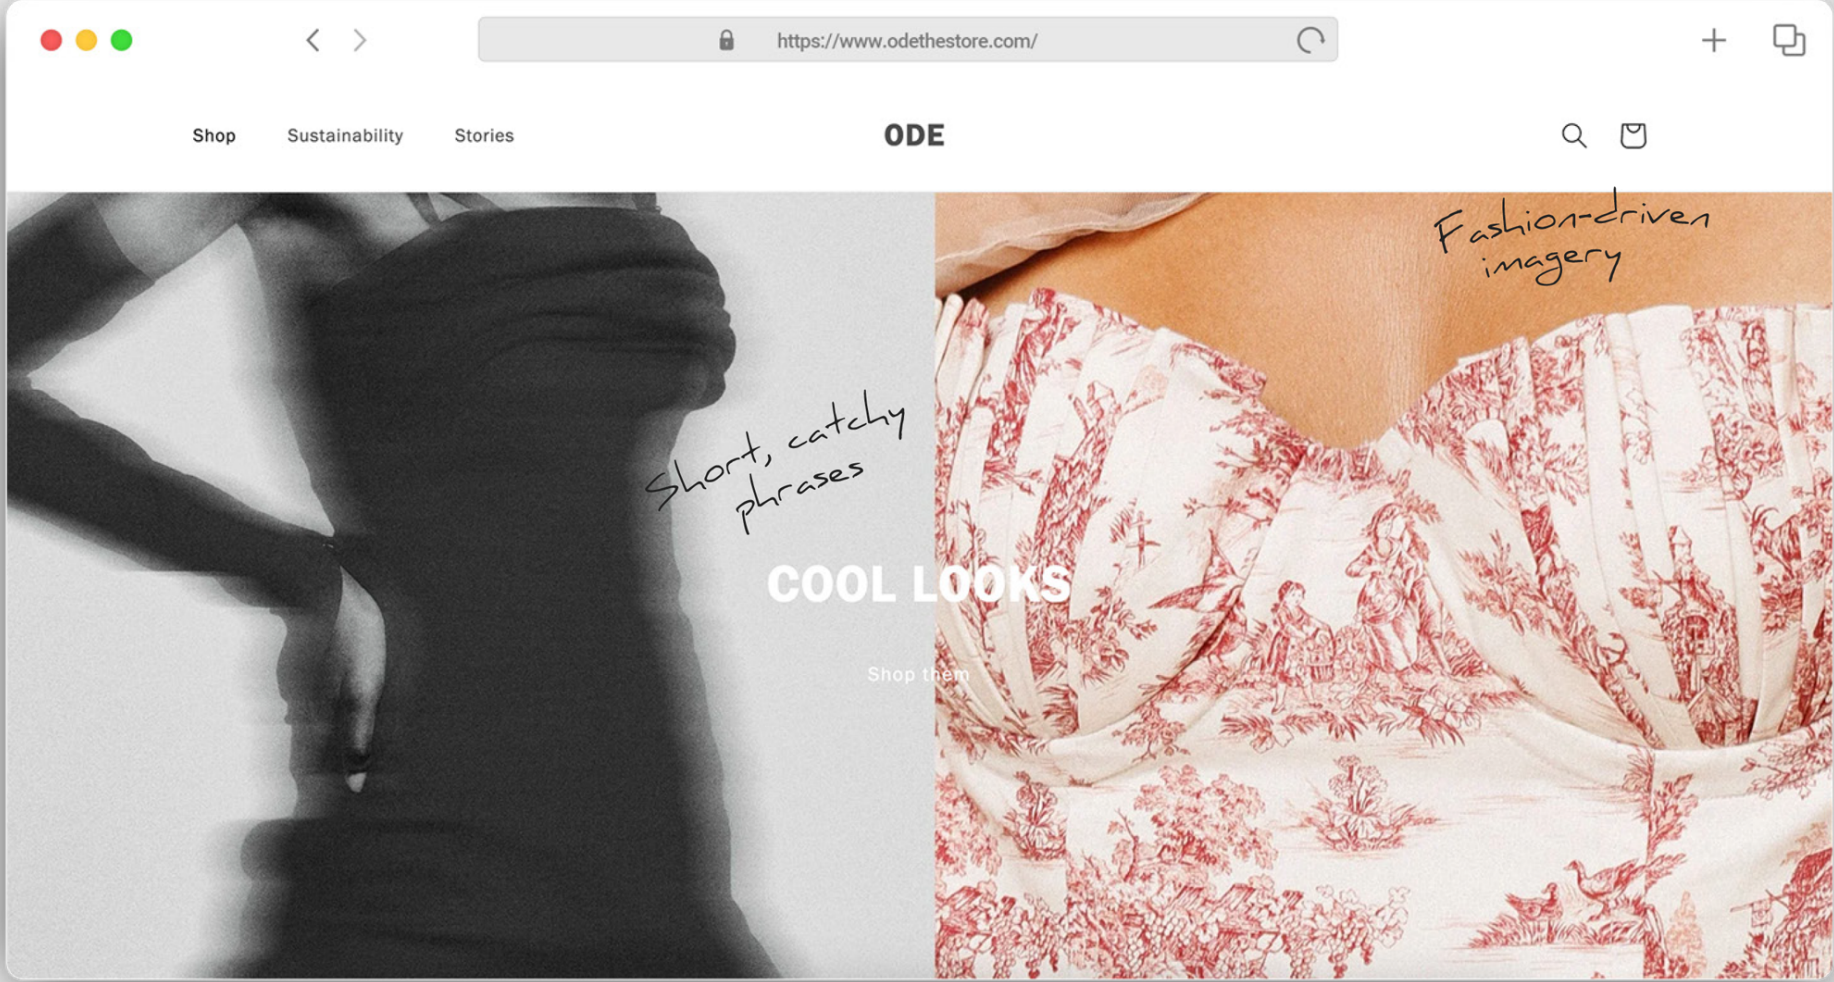 https://www.odethestore.com/
Shop Sustainability Stories ODE
Fashion-driven
imagery
Short, catchy
phrases
COOL LOOKS
Shop them